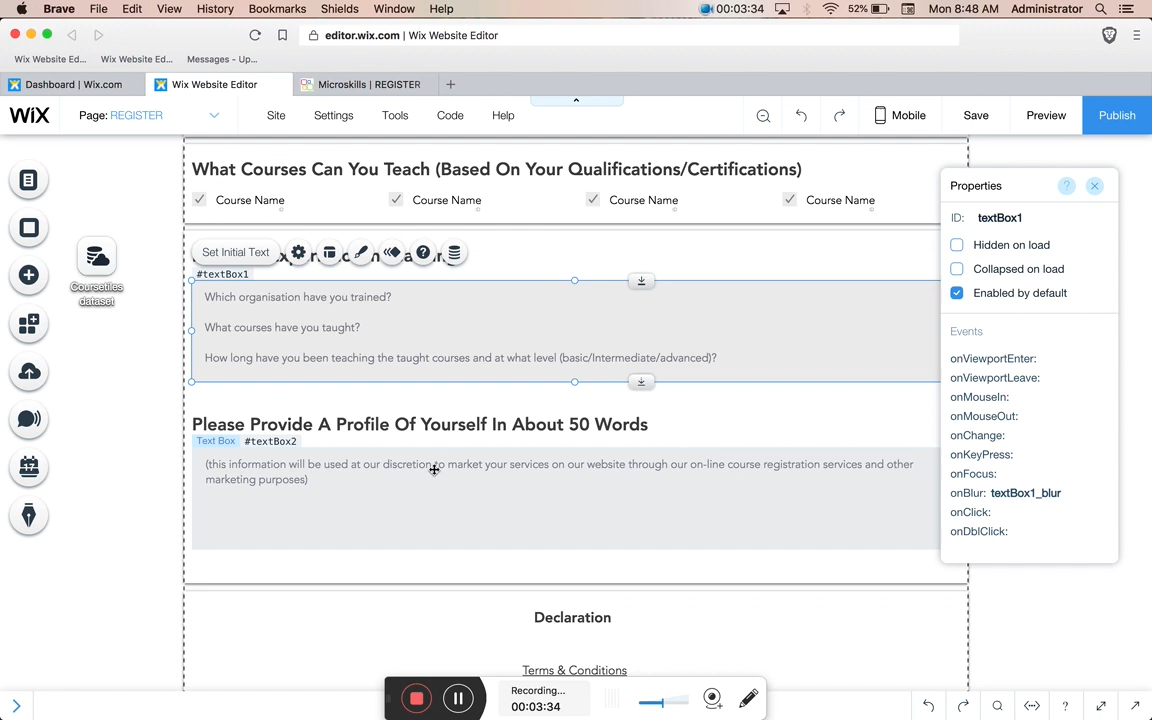 Brave File Edit View History Bookmarks Shields Window Help 00:03:34 52% Mon 8:48 AM Administrator
editor.wix.com | Wix Website Editor
Wix Website Ed... Wix Website Ed... Messages - Up...
Dashboard | Wix.com Wix Website Editor Microskills | REGISTER
WiX Page: REGISTER Site Settings Tools Code Help Mobile Save Preview Publish
What Courses Can You Teach (Based On Your Qualifications/Certifications)
Course Name Course Name Course Name Course Name
Set Initial Text
#textBox1
Which organisation have you trained?
What courses have you taught?
How long have you been teaching the taught courses and at what level (basic/Intermediate/advanced)?
Please Provide A Profile Of Yourself In About 50 Words
Text Box #textBox2
(this information will be used at our discretion to market your services on our website through our on-line course registration services and other
marketing purposes)
Declaration
Terms & Conditions
Coursetiles
dataset
Properties ?
ID: textBox1
Hidden on load
Collapsed on load
Enabled by default
Events
onViewportEnter:
onViewportLeave:
onMouseIn:
onMouseOut:
onChange:
onKeyPress:
onFocus:
onBlur: textBox1_blur
onClick:
onDblClick:
Recording...
00:03:34